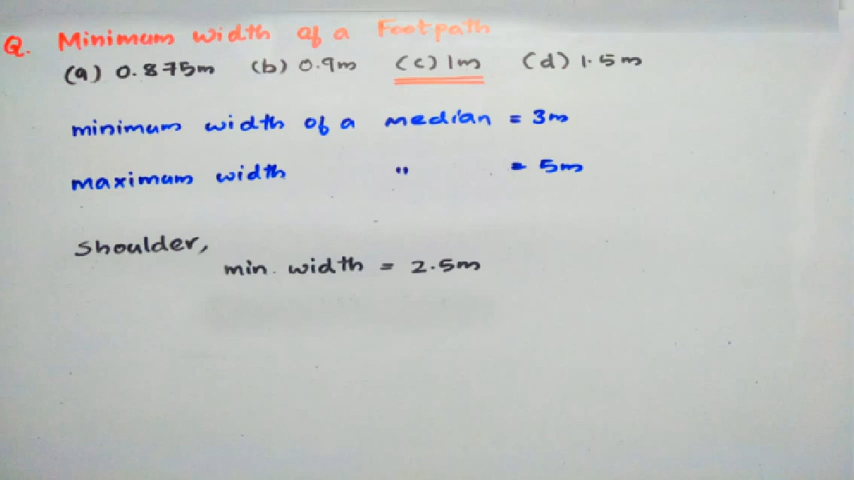 Q. Minimum width of a Footpath
(a) 0.875m (b) 0.9m (c) 1m (d) 1.5m
minimum width of a median = 3m
maximum width " = 5m
Shoulder,
min. width = 2.5m